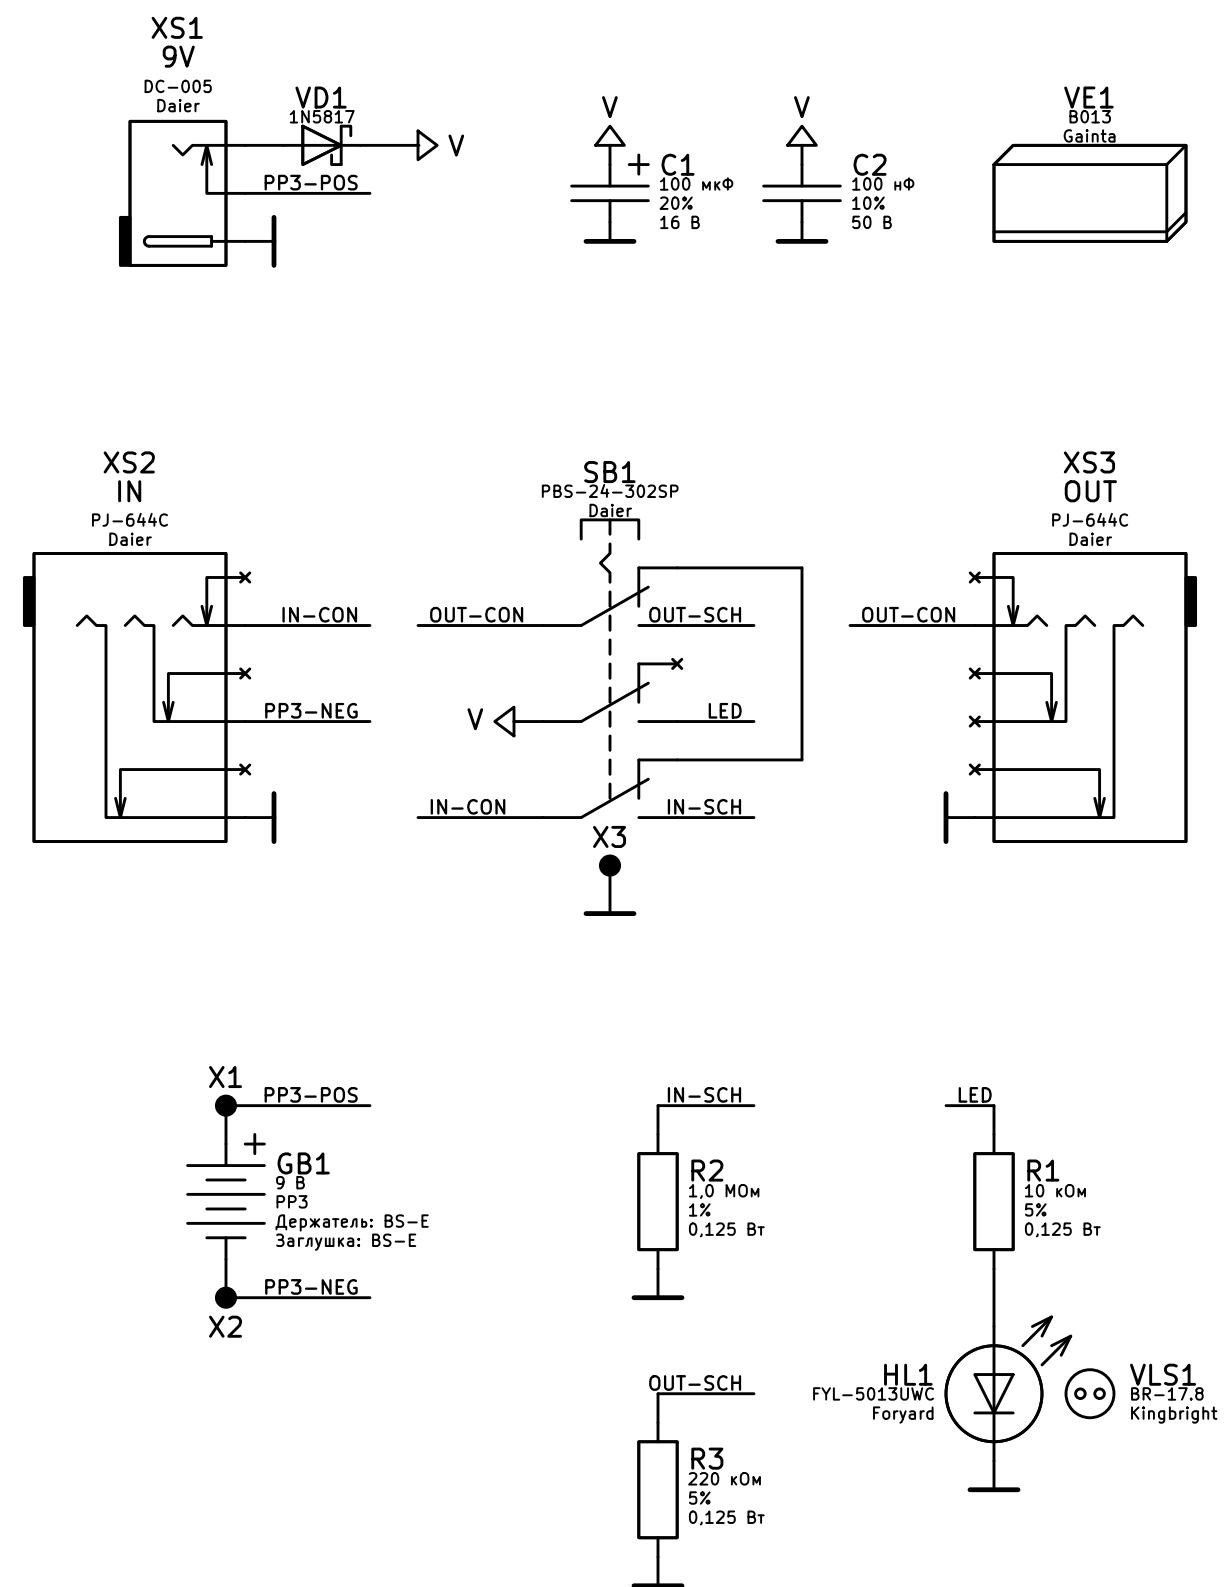 XS1
9V
DC-005
Daier
VD1
1N5817
V
PP3-POS
V
+ C1
100 мкФ
20%
16 В
V
C2
100 нФ
10%
50 В
VE1
B013
Gainta
XS2
IN
PJ-644C
Daier
IN-CON
PP3-NEG
SB1
PBS-24-302SP
Daier
OUT-CON
OUT-SCH
V
LED
IN-CON
IN-SCH
X3
XS3
OUT
PJ-644C
Daier
OUT-CON
X1
PP3-POS
+
GB1
9 В
PP3
Держатель: BS-E
Заглушка: BS-E
PP3-NEG
X2
IN-SCH
R2
1,0 МОм
1%
0,125 Вт
LED
R1
10 кОм
5%
0,125 Вт
OUT-SCH
R3
220 кОм
5%
0,125 Вт
HL1
FYL-5013UWC
Foryard
VLS1
BR-17.8
Kingbright